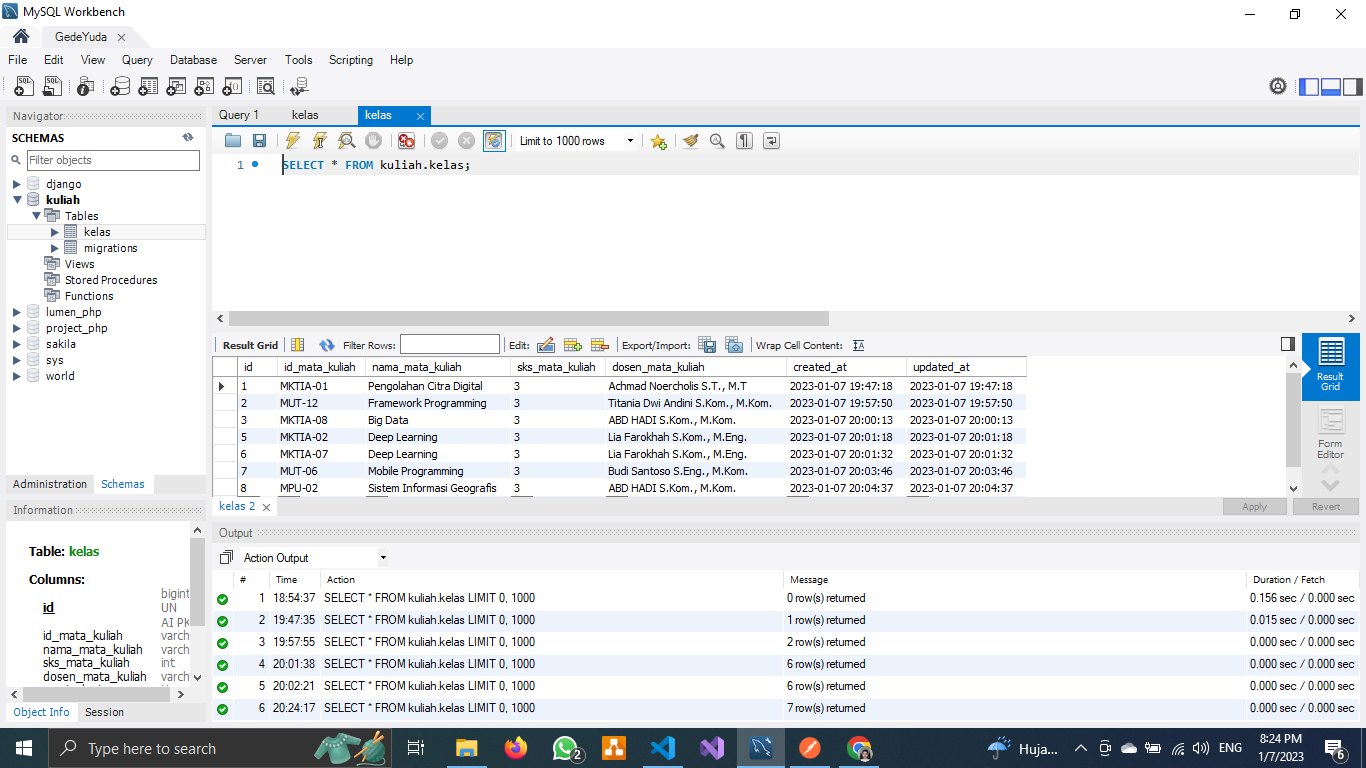 MySQL Workbench
GedeYuda
File Edit View Query Database Server Tools Scripting Help
Navigator
SCHEMAS
Filter objects
django
kuliah
Tables
kelas
migrations
Views
Stored Procedures
Functions
lumen_php
project_php
sakila
sys
world
Administration Schemas
Information
Table: kelas
Columns:
id bigint UN AI PK
id_mata_kuliah varch
nama_mata_kuliah varch
sks_mata_kuliah int
dosen_mata_kuliah varch
Object Info Session
Query 1 kelas kelas
Limit to 1000 rows
1 SELECT * FROM kuliah.kelas;
Result Grid Filter Rows: Edit: Export/Import: Wrap Cell Content:
id id_mata_kuliah nama_mata_kuliah sks_mata_kuliah dosen_mata_kuliah created_at updated_at
1 MKTIA-01 Pengolahan Citra Digital 3 Achmad Noercholis S.T., M.T 2023-01-07 19:47:18 2023-01-07 19:47:18
2 MUT-12 Framework Programming 3 Titania Dwi Andini S.Kom., M.Kom. 2023-01-07 19:57:50 2023-01-07 19:57:50
3 MKTIA-08 Big Data 3 ABD HADI S.Kom., M.Kom. 2023-01-07 20:00:13 2023-01-07 20:00:13
5 MKTIA-02 Deep Learning 3 Lia Farokhah S.Kom., M.Eng. 2023-01-07 20:01:18 2023-01-07 20:01:18
6 MKTIA-07 Deep Learning 3 Lia Farokhah S.Kom., M.Eng. 2023-01-07 20:01:32 2023-01-07 20:01:32
7 MUT-06 Mobile Programming 3 Budi Santoso S.Eng., M.Kom. 2023-01-07 20:03:46 2023-01-07 20:03:46
8 MPU-02 Sistem Informasi Geografis 3 ABD HADI S.Kom., M.Kom. 2023-01-07 20:04:37 2023-01-07 20:04:37
Result Grid
Form Editor
kelas 2
Apply Revert
Output
Action Output
# Time Action Message Duration / Fetch
1 18:54:37 SELECT * FROM kuliah.kelas LIMIT 0, 1000 0 row(s) returned 0.156 sec / 0.000 sec
2 19:47:35 SELECT * FROM kuliah.kelas LIMIT 0, 1000 1 row(s) returned 0.015 sec / 0.000 sec
3 19:57:55 SELECT * FROM kuliah.kelas LIMIT 0, 1000 2 row(s) returned 0.000 sec / 0.000 sec
4 20:01:38 SELECT * FROM kuliah.kelas LIMIT 0, 1000 6 row(s) returned 0.000 sec / 0.000 sec
5 20:02:21 SELECT * FROM kuliah.kelas LIMIT 0, 1000 6 row(s) returned 0.000 sec / 0.000 sec
6 20:24:17 SELECT * FROM kuliah.kelas LIMIT 0, 1000 7 row(s) returned 0.000 sec / 0.000 sec
Type here to search
2
Huja...
ENG
8:24 PM
1/7/2023
6